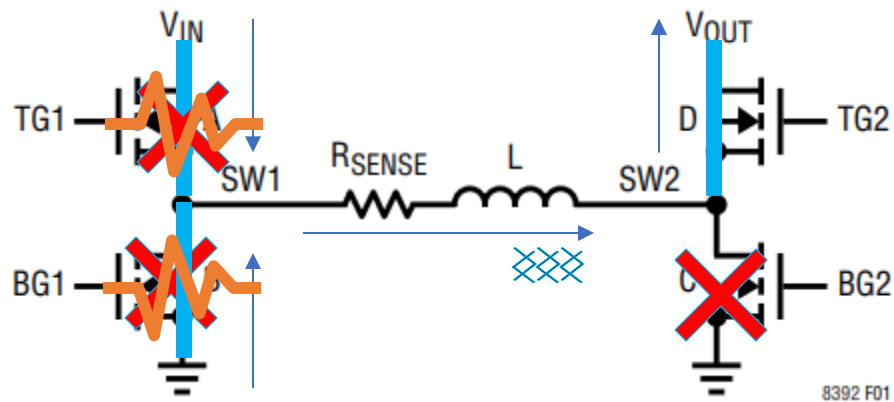 VIN VOUT
TG1 A D TG2
RSENSE L
SW1 SW2
BG1 C BG2
8392 F01